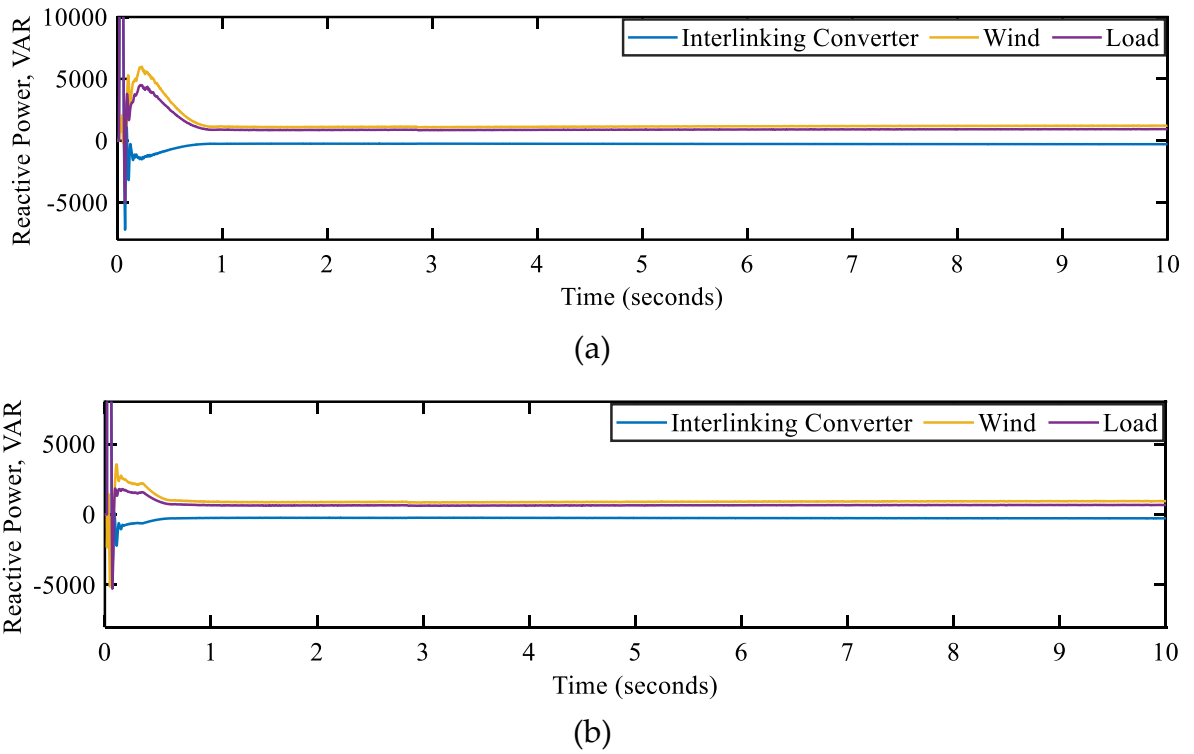 10000
Interlinking Converter Wind Load
5000
0
-5000
Reactive Power, VAR
0 1 2 3 4 5 6 7 8 9 10
Time (seconds)
(a)
Interlinking Converter Wind Load
5000
0
-5000
Reactive Power, VAR
0 1 2 3 4 5 6 7 8 9 10
Time (seconds)
(b)